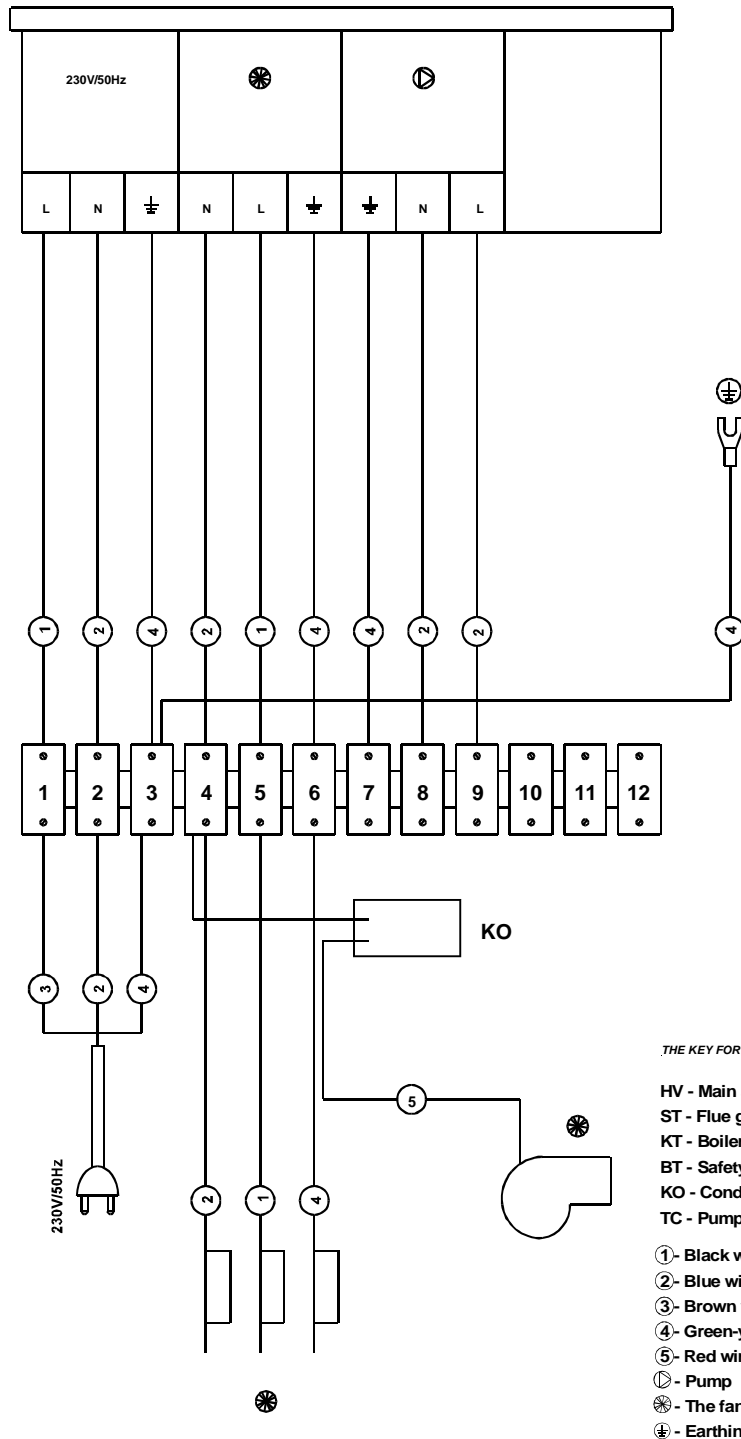 230V/50Hz
L N N L N L
1 2 4 2 1 4 4 2 2 4
1 2 3 4 5 6 7 8 9 10 11 12
KO
3 2 4
THE KEY FOR
HV - Main
ST - Flue g
KT - Boiler
BT - Safety
KO - Cond
TC - Pump
5
230V/50Hz
2 1 4
1 - Black w
2 - Blue wi
3 - Brown
4 - Green-y
5 - Red wir
- Pump
- The fan
- Earthin